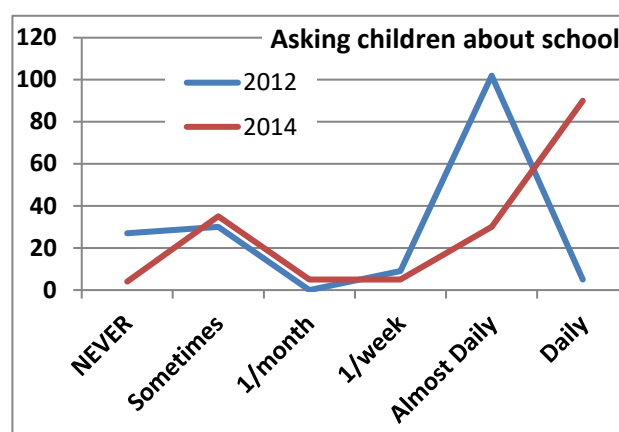 Asking children about school
120
100
80
60
40
20
0
2012
2014
NEVER
Sometimes
1/month
1/week
Almost Daily
Daily